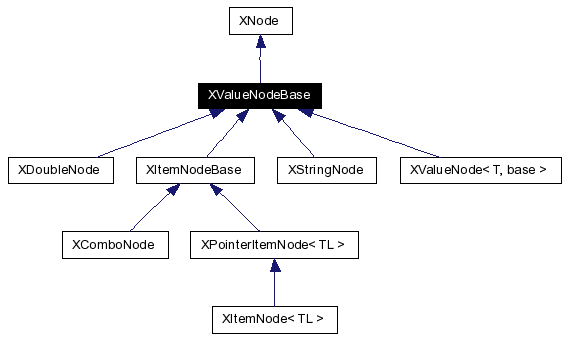 XNode
XValueNodeBase
XDoubleNode
XItemNodeBase
XStringNode
XValueNode< T, base >
XComboNode
XPointerItemNode< TL >
XItemNode< TL >